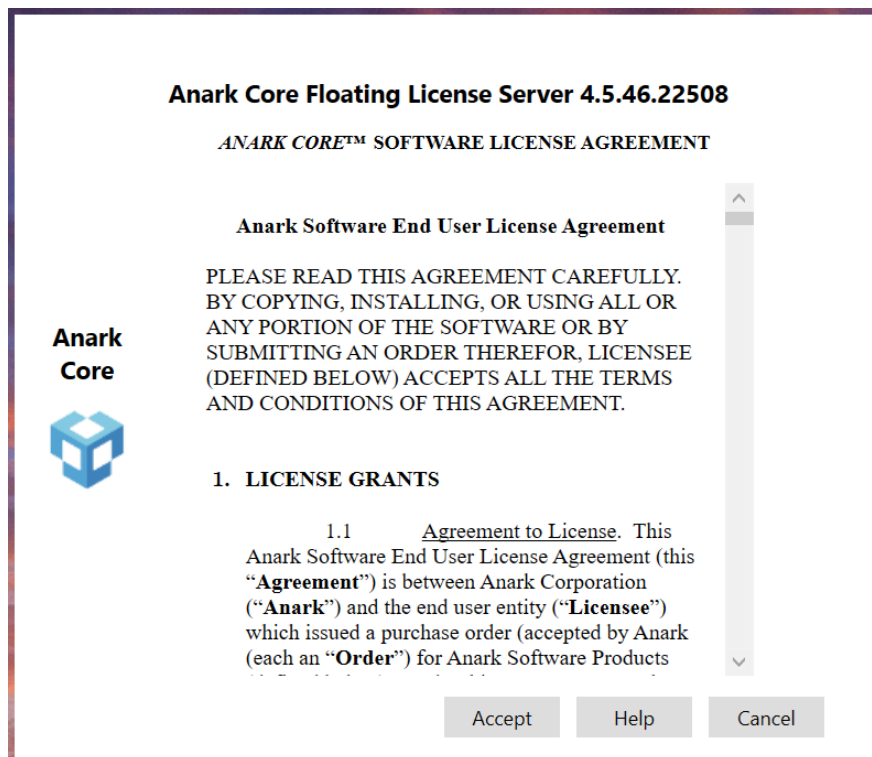 Anark Core Floating License Server 4.5.46.22508
ANARK CORE™ SOFTWARE LICENSE AGREEMENT
Anark Software End User License Agreement
PLEASE READ THIS AGREEMENT CAREFULLY.
BY COPYING, INSTALLING, OR USING ALL OR
ANY PORTION OF THE SOFTWARE OR BY
SUBMITTING AN ORDER THEREFOR, LICENSEE
(DEFINED BELOW) ACCEPTS ALL THE TERMS
AND CONDITIONS OF THIS AGREEMENT.
Anark
Core
1. LICENSE GRANTS
1.1 Agreement to License. This
Anark Software End User License Agreement (this
“Agreement”) is between Anark Corporation
(“Anark”) and the end user entity (“Licensee”)
which issued a purchase order (accepted by Anark
(each an “Order”) for Anark Software Products
Accept Help Cancel